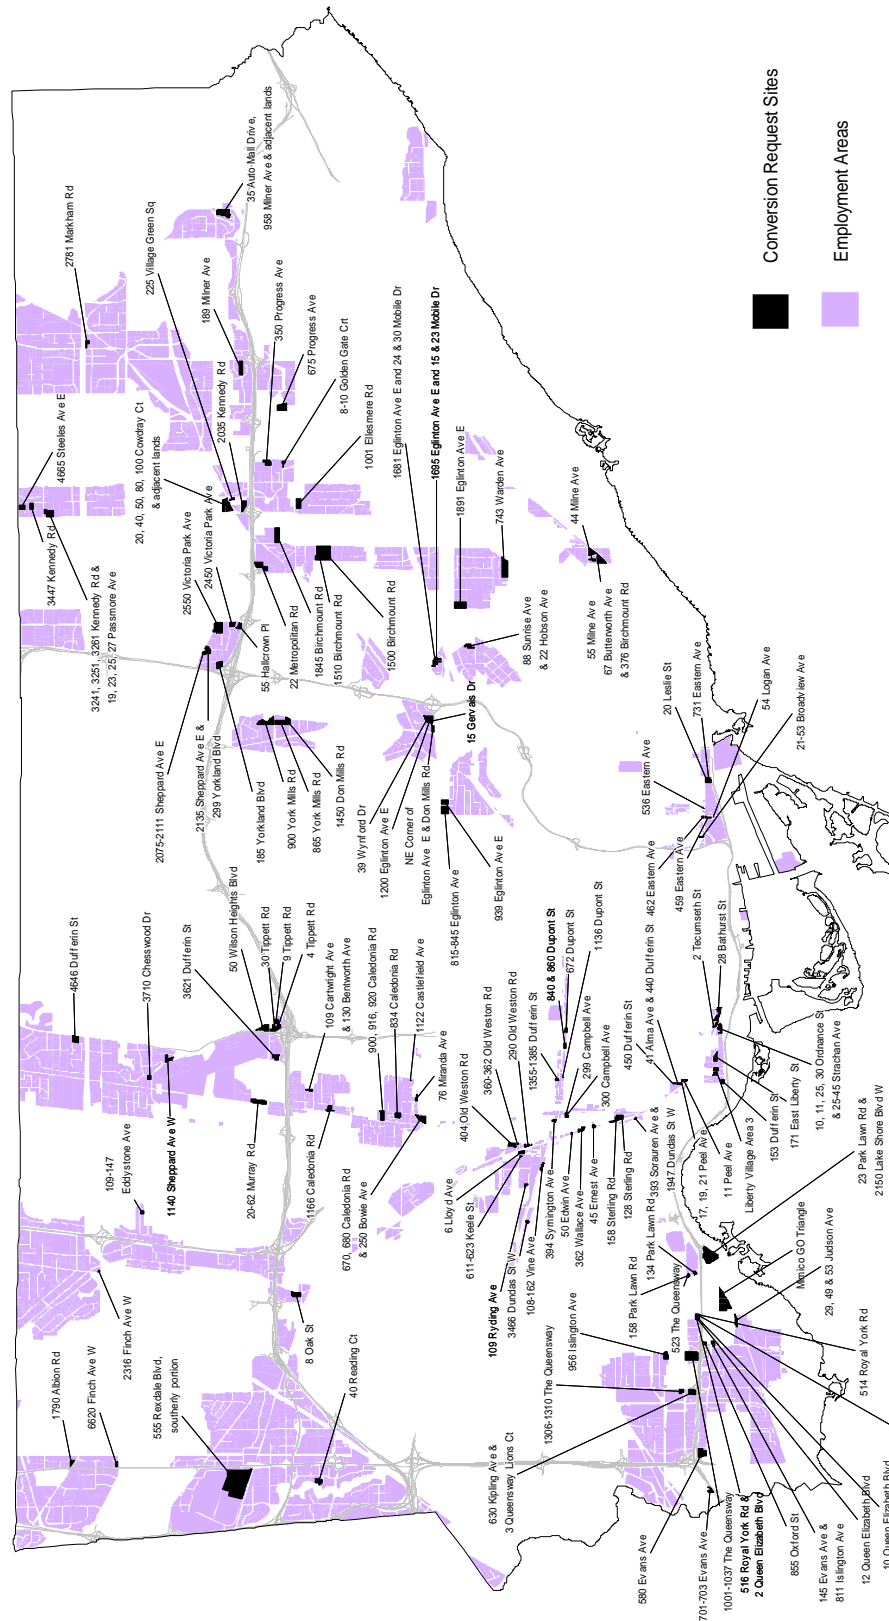 Conversion Request Sites
Employment Areas
1790 Albion Rd
6620 Finch Ave W
555 Rexdale Blvd,
southerly portion
2316 Finch Ave W
109-147
Eddystone Ave
8 Oak St
40 Reading Ct
4646 Dufferin St
3710 Chesswood Dr
1140 Sheppard Ave W
3621 Dufferin St
50 Wilson Heights Blvd
30 Tippett Rd
9 Tippett Rd
4 Tippett Rd
20-62 Murray Rd
109 Cartwright Ave
& 130 Bentworth Ave
1166 Caledonia Rd
900, 916, 920 Caledonia Rd
834 Caledonia Rd
1122 Castlefield Ave
76 Miranda Ave
670, 680 Caledonia Rd
& 250 Bowie Ave
2075-2111 Sheppard Ave E
2135 Sheppard Ave E &
299 Yorkland Blvd
185 Yorkland Blvd
900 York Mills Rd
865 York Mills Rd
1450 Don Mills Rd
2550 Victoria Park Ave
2450 Victoria Park Ave
55 Hallcrown Pl
22 Metropolitan Rd
1845 Birchmount Rd
1510 Birchmount Rd
1500 Birchmount Rd
4665 Steeles Ave E
3447 Kennedy Rd
3241, 3251, 3261 Kennedy Rd &
19, 23, 25, 27 Passmore Ave
20, 40, 50, 80, 100 Cowdray Ct
& adjacent lands
2035 Kennedy Rd
225 Village Green Sq
2781 Markham Rd
189 Milner Ave
35 Auto Mall Drive,
958 Milner Ave & adjacent lands
350 Progress Ave
675 Progress Ave
8-10 Golden Gate Crt
1001 Ellesmere Rd
1681 Eglinton Ave E and 24 & 30 Mobile Dr
1695 Eglinton Ave E and 15 & 23 Mobile Dr
1891 Eglinton Ave E
743 Warden Ave
88 Sunrise Ave
& 22 Hobson Ave
44 Milne Ave
55 Milne Ave
67 Butterworth Ave
& 376 Birchmount Rd
39 Wynford Dr
1200 Eglinton Ave E
NE Corner of
Eglinton Ave E & Don Mills Rd
15 Gervais Dr
815-845 Eglinton Ave
939 Eglinton Ave E
404 Old Weston Rd
360-362 Old Weston Rd
290 Old Weston Rd
6 Lloyd Ave
611-623 Keele St
109 Ryding Ave
3466 Dundas St W
108-162 Vine Ave
394 Symington Ave
50 Edwin Ave
362 Wallace Ave
45 Ernest Ave
158 Sterling Rd
128 Sterling Rd
393 Sorauren Ave &
1947 Dundas St W
1355-1385 Dufferin St
840 & 860 Dupont St
672 Dupont St
1136 Dupont St
299 Campbell Ave
300 Campbell Ave
450 Dufferin St
41 Alma Ave & 440 Dufferin St
17, 19, 21 Peel Ave
11 Peel Ave
Liberty Village Area 3
153 Dufferin St
171 East Liberty St
10, 11, 25, 30 Ordnance St
& 25-45 Strachan Ave
2 Tecumseth St
28 Bathurst St
536 Eastern Ave
462 Eastern Ave
459 Eastern Ave
20 Leslie St
731 Eastern Ave
54 Logan Ave
21-53 Broadview Ave
23 Park Lawn Rd &
2150 Lake Shore Blvd W
134 Park Lawn Rd
158 Park Lawn Rd
Mimico GO Triangle
29, 49 & 53 Judson Ave
514 Royal York Rd
523 The Queensway
956 Islington Ave
1306-1310 The Queensway
630 Kipling Ave &
3 Queensway Lions Ct
580 Evans Ave
701-703 Evans Ave
1001-1037 The Queensway
516 Royal York Rd &
2 Queen Elizabeth Blvd
855 Oxford St
145 Evans Ave &
811 Islington Ave
12 Queen Elizabeth Blvd
10 Queen Elizabeth Blvd